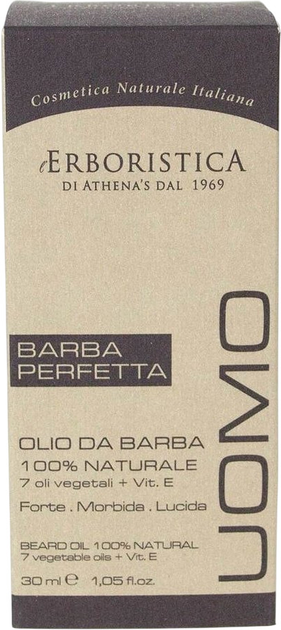 Cosmetica Naturale Italiana
l'ERBORISTICA
DI ATHENA'S DAL 1969
BARBA
PERFETTA
UOMO
OLIO DA BARBA
100% NATURALE
7 oli vegetali + Vit. E
Forte . Morbida . Lucida
BEARD OIL 100% NATURAL
7 vegetable oils + Vit. E
30 ml ℮ 1,05 fl.oz.